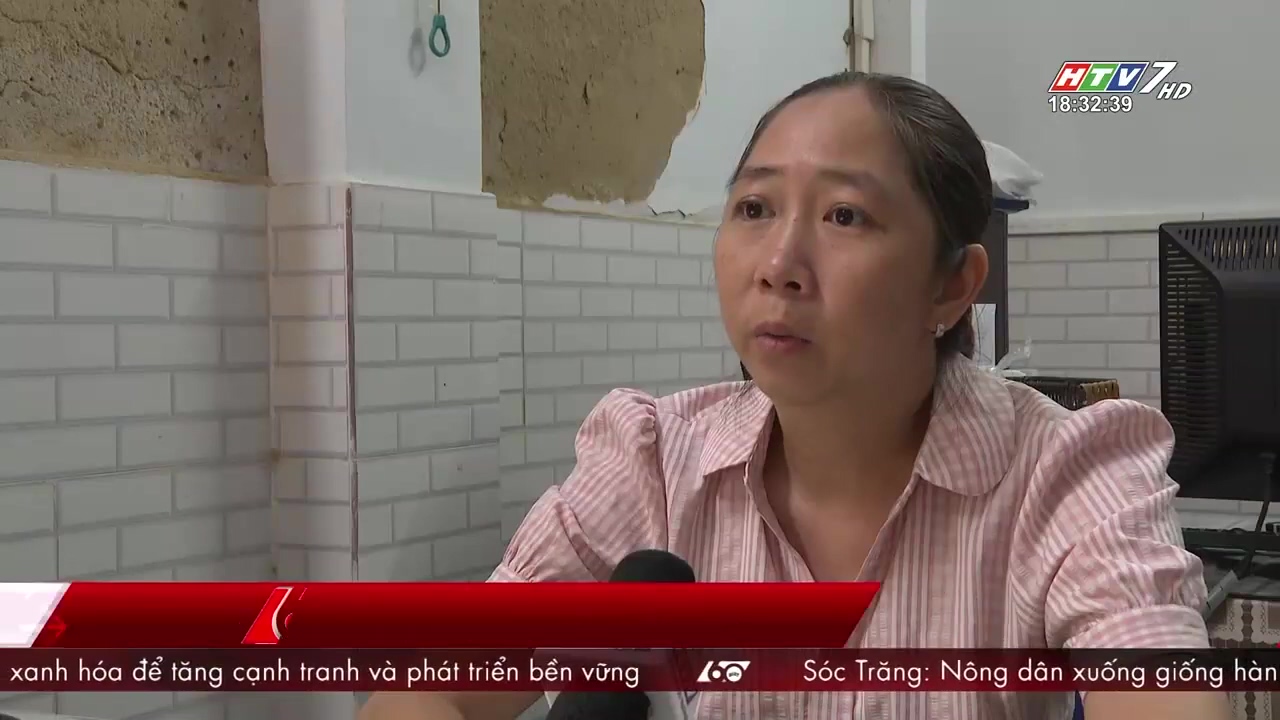 HTV7 HD
18:32:39
xanh hóa để tăng cạnh tranh và phát triển bền vững
60
Sóc Trăng: Nông dân xuống giống hàn